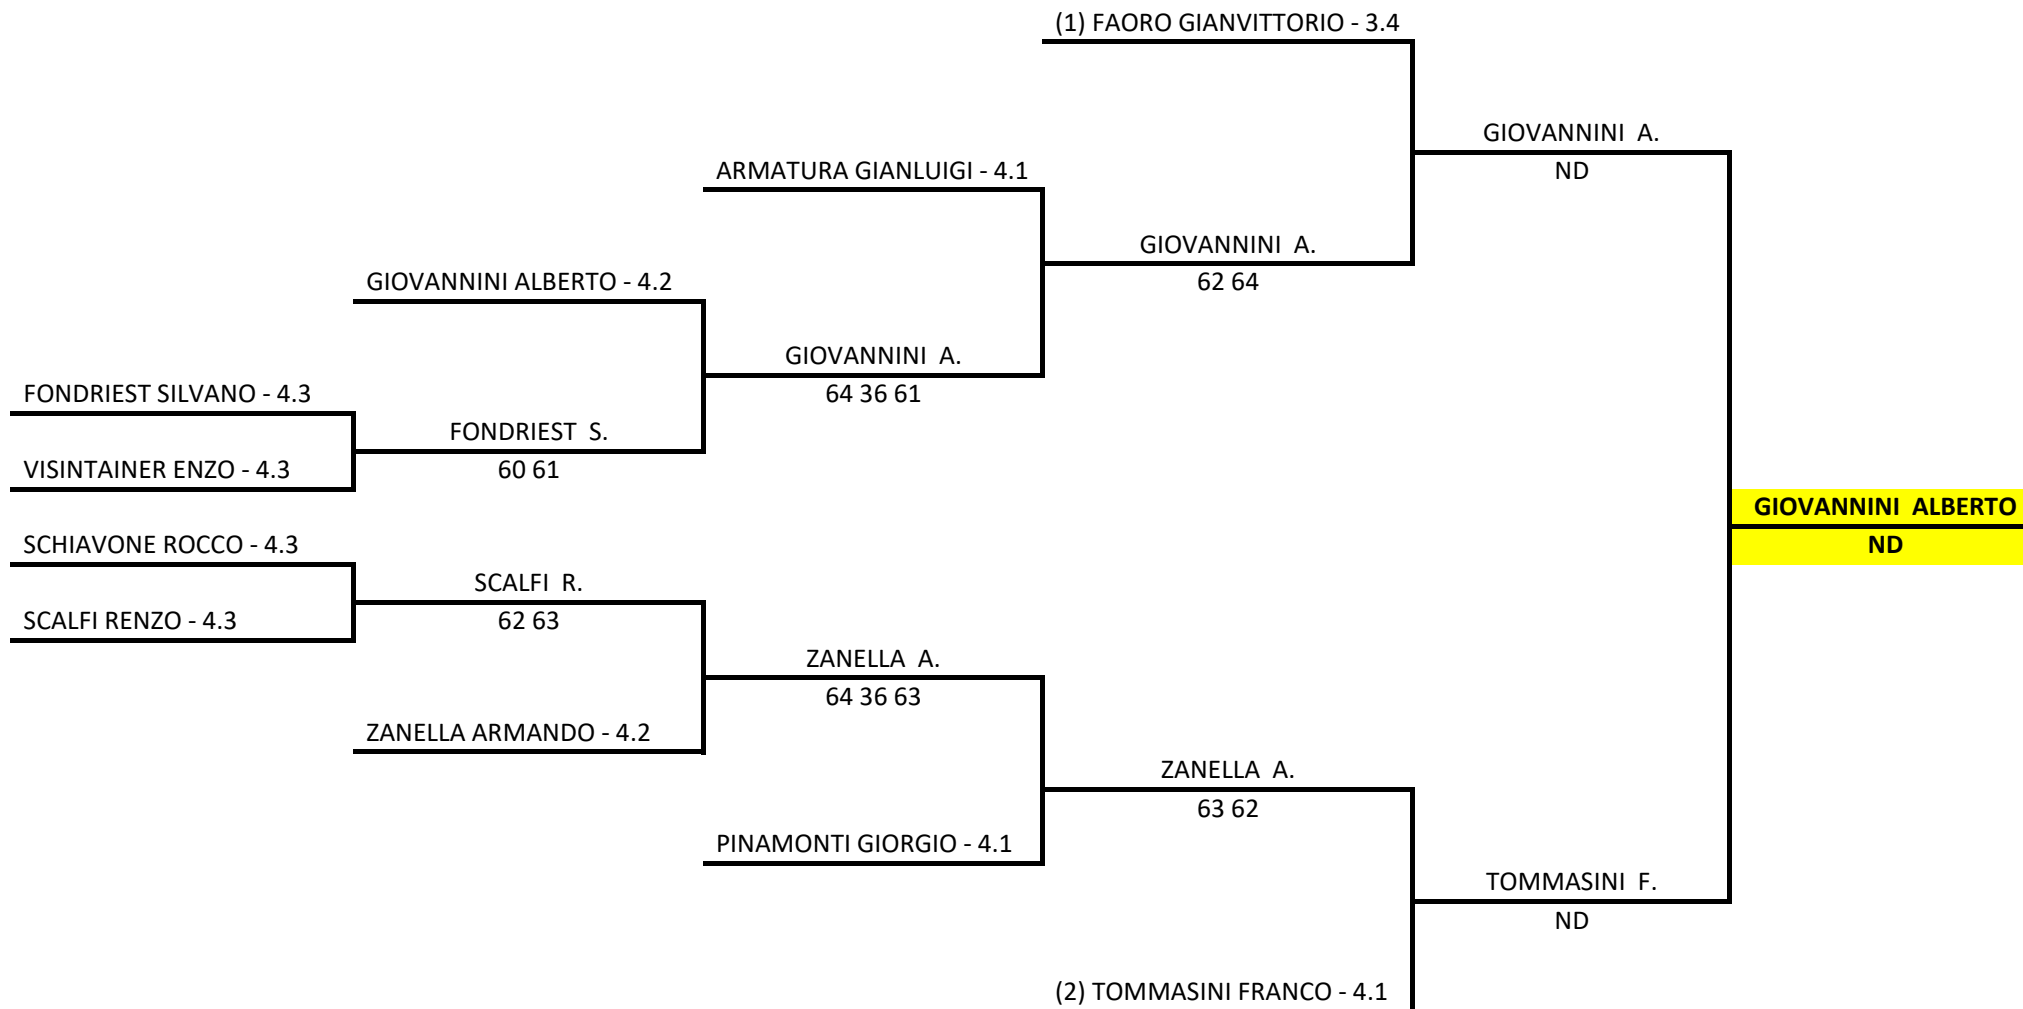 (1) FAORO GIANVITTORIO - 3.4
GIOVANNINI A.
ND
ARMATURA GIANLUIGI - 4.1
GIOVANNINI A.
62 64
GIOVANNINI ALBERTO - 4.2
GIOVANNINI A.
64 36 61
FONDRIEST SILVANO - 4.3
FONDRIEST S.
60 61
VISINTAINER ENZO - 4.3
GIOVANNINI ALBERTO
ND
SCHIAVONE ROCCO - 4.3
SCALFI R.
62 63
SCALFI RENZO - 4.3
ZANELLA A.
64 36 63
ZANELLA ARMANDO - 4.2
ZANELLA A.
63 62
PINAMONTI GIORGIO - 4.1
TOMMASINI F.
ND
(2) TOMMASINI FRANCO - 4.1